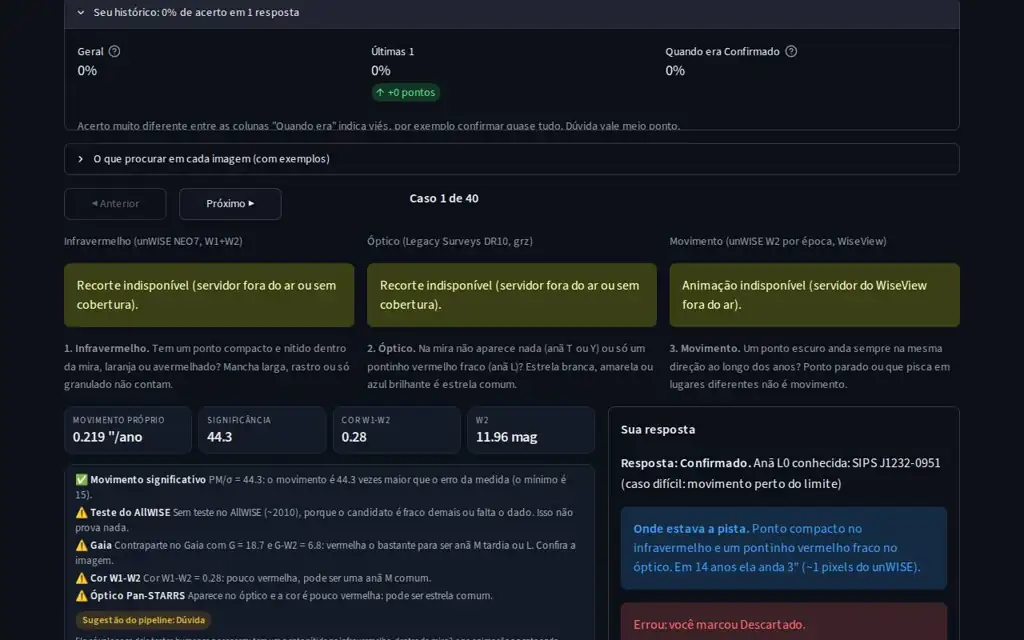 Seu histórico: 0% de acerto em 1 resposta
Geral
Últimas 1
Quando era Confirmado
0%
0%
0%
↑ +0 pontos
Acerto muito diferente entre as colunas "Quando era" indica viés, por exemplo confirmar quase tudo. Dúvida vale meio ponto.
O que procurar em cada imagem (com exemplos)
◂ Anterior
Próximo ▸
Caso 1 de 40
Infravermelho (unWISE NEO7, W1+W2)
Óptico (Legacy Surveys DR10, grz)
Movimento (unWISE W2 por época, WiseView)
Recorte indisponível (servidor fora do ar ou sem
cobertura).
Recorte indisponível (servidor fora do ar ou sem
cobertura).
Animação indisponível (servidor do WiseView
fora do ar).
1. Infravermelho. Tem um ponto compacto e nítido dentro
da mira, laranja ou avermelhado? Mancha larga, rastro ou só
granulado não contam.
2. Óptico. Na mira não aparece nada (anã T ou Y) ou só um
pontinho vermelho fraco (anã L)? Estrela branca, amarela ou
azul brilhante é estrela comum.
3. Movimento. Um ponto escuro anda sempre na mesma
direção ao longo dos anos? Ponto parado ou que pisca em
lugares diferentes não é movimento.
MOVIMENTO PRÓPRIO
0.219 "/ano
SIGNIFICÂNCIA
44.3
COR W1-W2
0.28
W2
11.96 mag
✅ Movimento significativo PM/σ = 44.3: o movimento é 44.3 vezes maior que o erro da medida (o mínimo é
15).
⚠️ Teste do AllWISE Sem teste no AllWISE (~2010), porque o candidato é fraco demais ou falta o dado. Isso não
prova nada.
⚠️ Gaia Contraparte no Gaia com G = 18.7 e G-W2 = 6.8: vermelha o bastante para ser anã M tardia ou L. Confira a
imagem.
⚠️ Cor W1-W2 Cor W1-W2 = 0.28: pouco vermelha, pode ser uma anã M comum.
⚠️ Óptico Pan-STARRS Aparece no óptico e a cor é pouco vermelha: pode ser estrela comum.
Sugestão do pipeline: Dúvida
Sua resposta
Resposta: Confirmado. Anã L0 conhecida: SIPS J1232-0951
(caso difícil: movimento perto do limite)
Onde estava a pista. Ponto compacto no
infravermelho e um pontinho vermelho fraco no
óptico. Em 14 anos ela anda 3" (~1 pixels do unWISE).
Errou: você marcou Descartado.